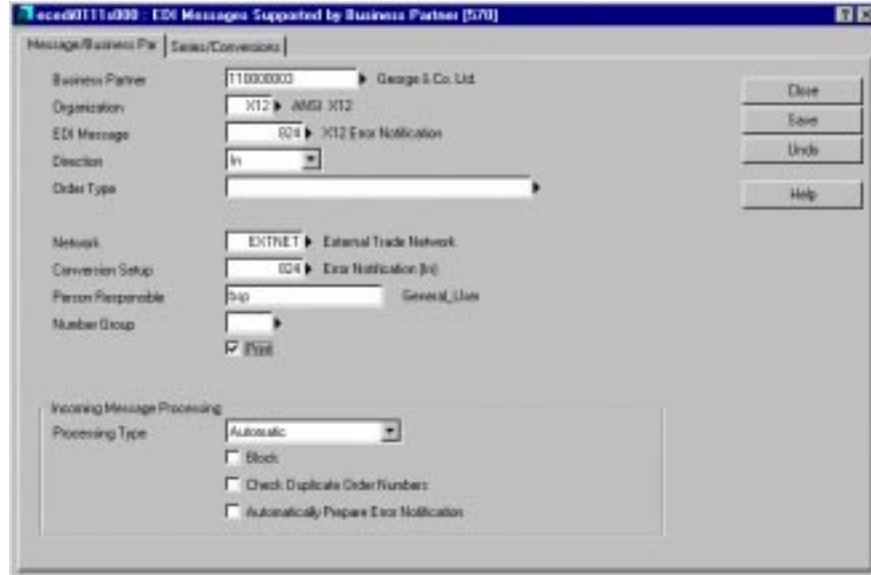 ecedi0111s000 : EDI Messages Supported by Business Partner [570]
Message/Business Par Series/Conversions
Business Partner 110000003 George & Co. Ltd.
Organization X12 ANSI X12
EDI Message 824 X12 Error Notification
Direction In
Order Type
Network EXTNET External Trade Network
Conversion Setup 824 Error Notification (In)
Person Responsible bsp General_User
Number Group
Print
Close
Save
Undo
Help
Incoming Message Processing
Processing Type Automatic
Block
Check Duplicate Order Numbers
Automatically Prepare Error Notification